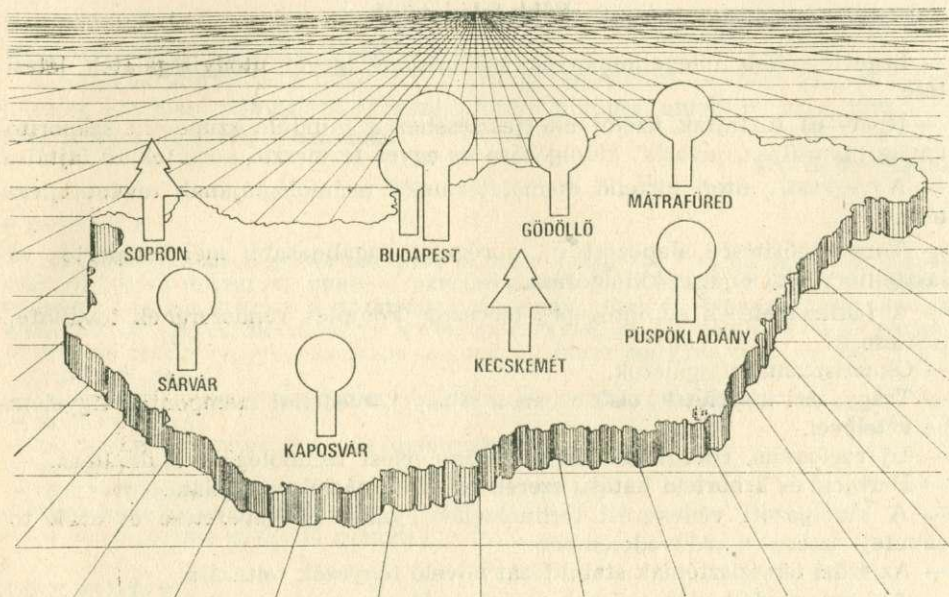 MÁTRAFÜRED
GÖDÖLLŐ
SOPRON
BUDAPEST
PÜSPÖKLADÁNY
KECSKEMÉT
SÁRVÁR
KAPOSVÁR